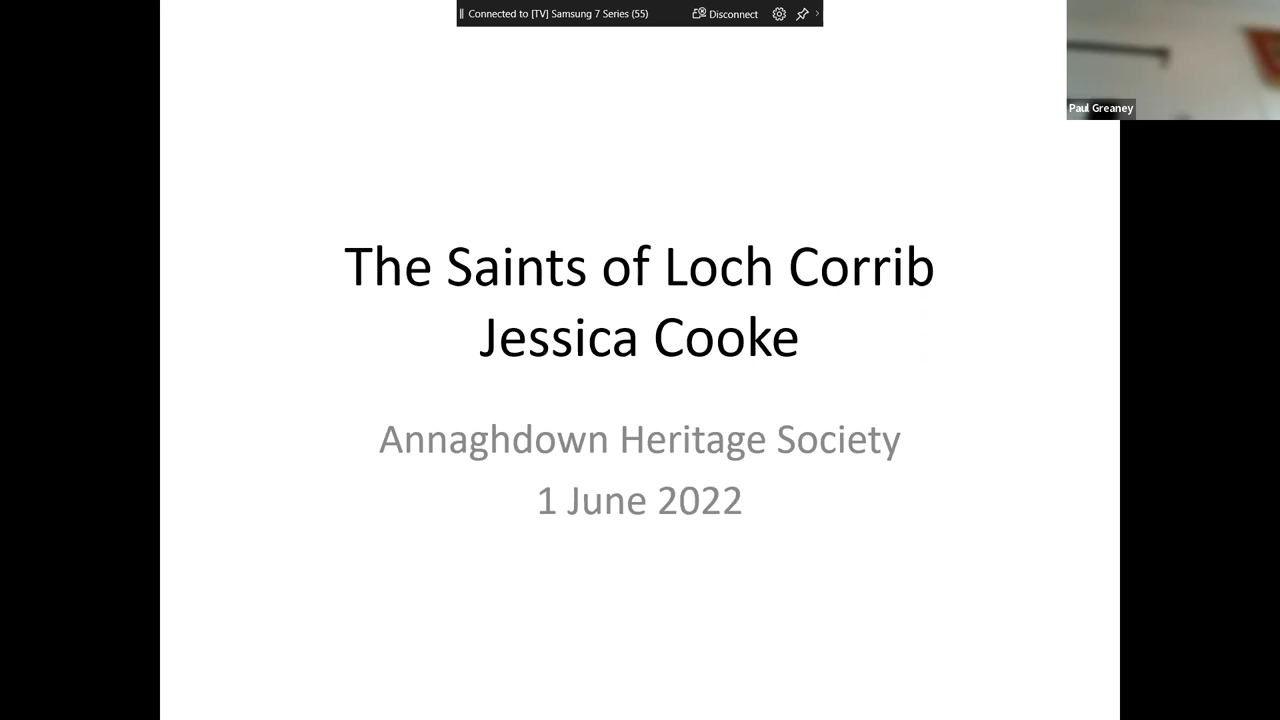 Connected to [TV] Samsung 7 Series (55) Disconnect
Paul Greaney
The Saints of Loch Corrib
Jessica Cooke
Annaghdown Heritage Society
1 June 2022